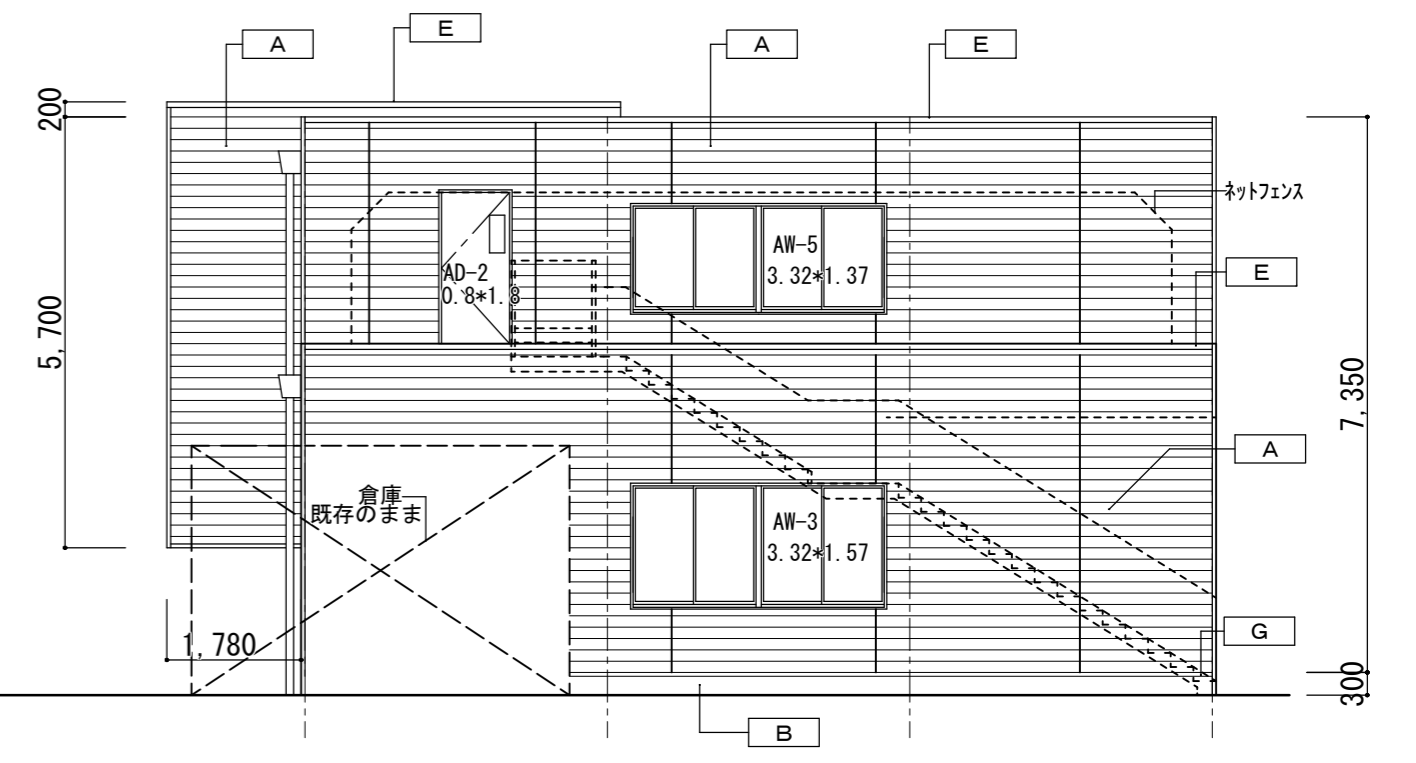 E
A
A
E
200
ネットフェンス
AW-5
3.32*1.37
AD-2
0.8*1.8
E
5,700
7,350
A
倉庫
既存のまま
AW-3
3.32*1.57
G
1,780
300
B